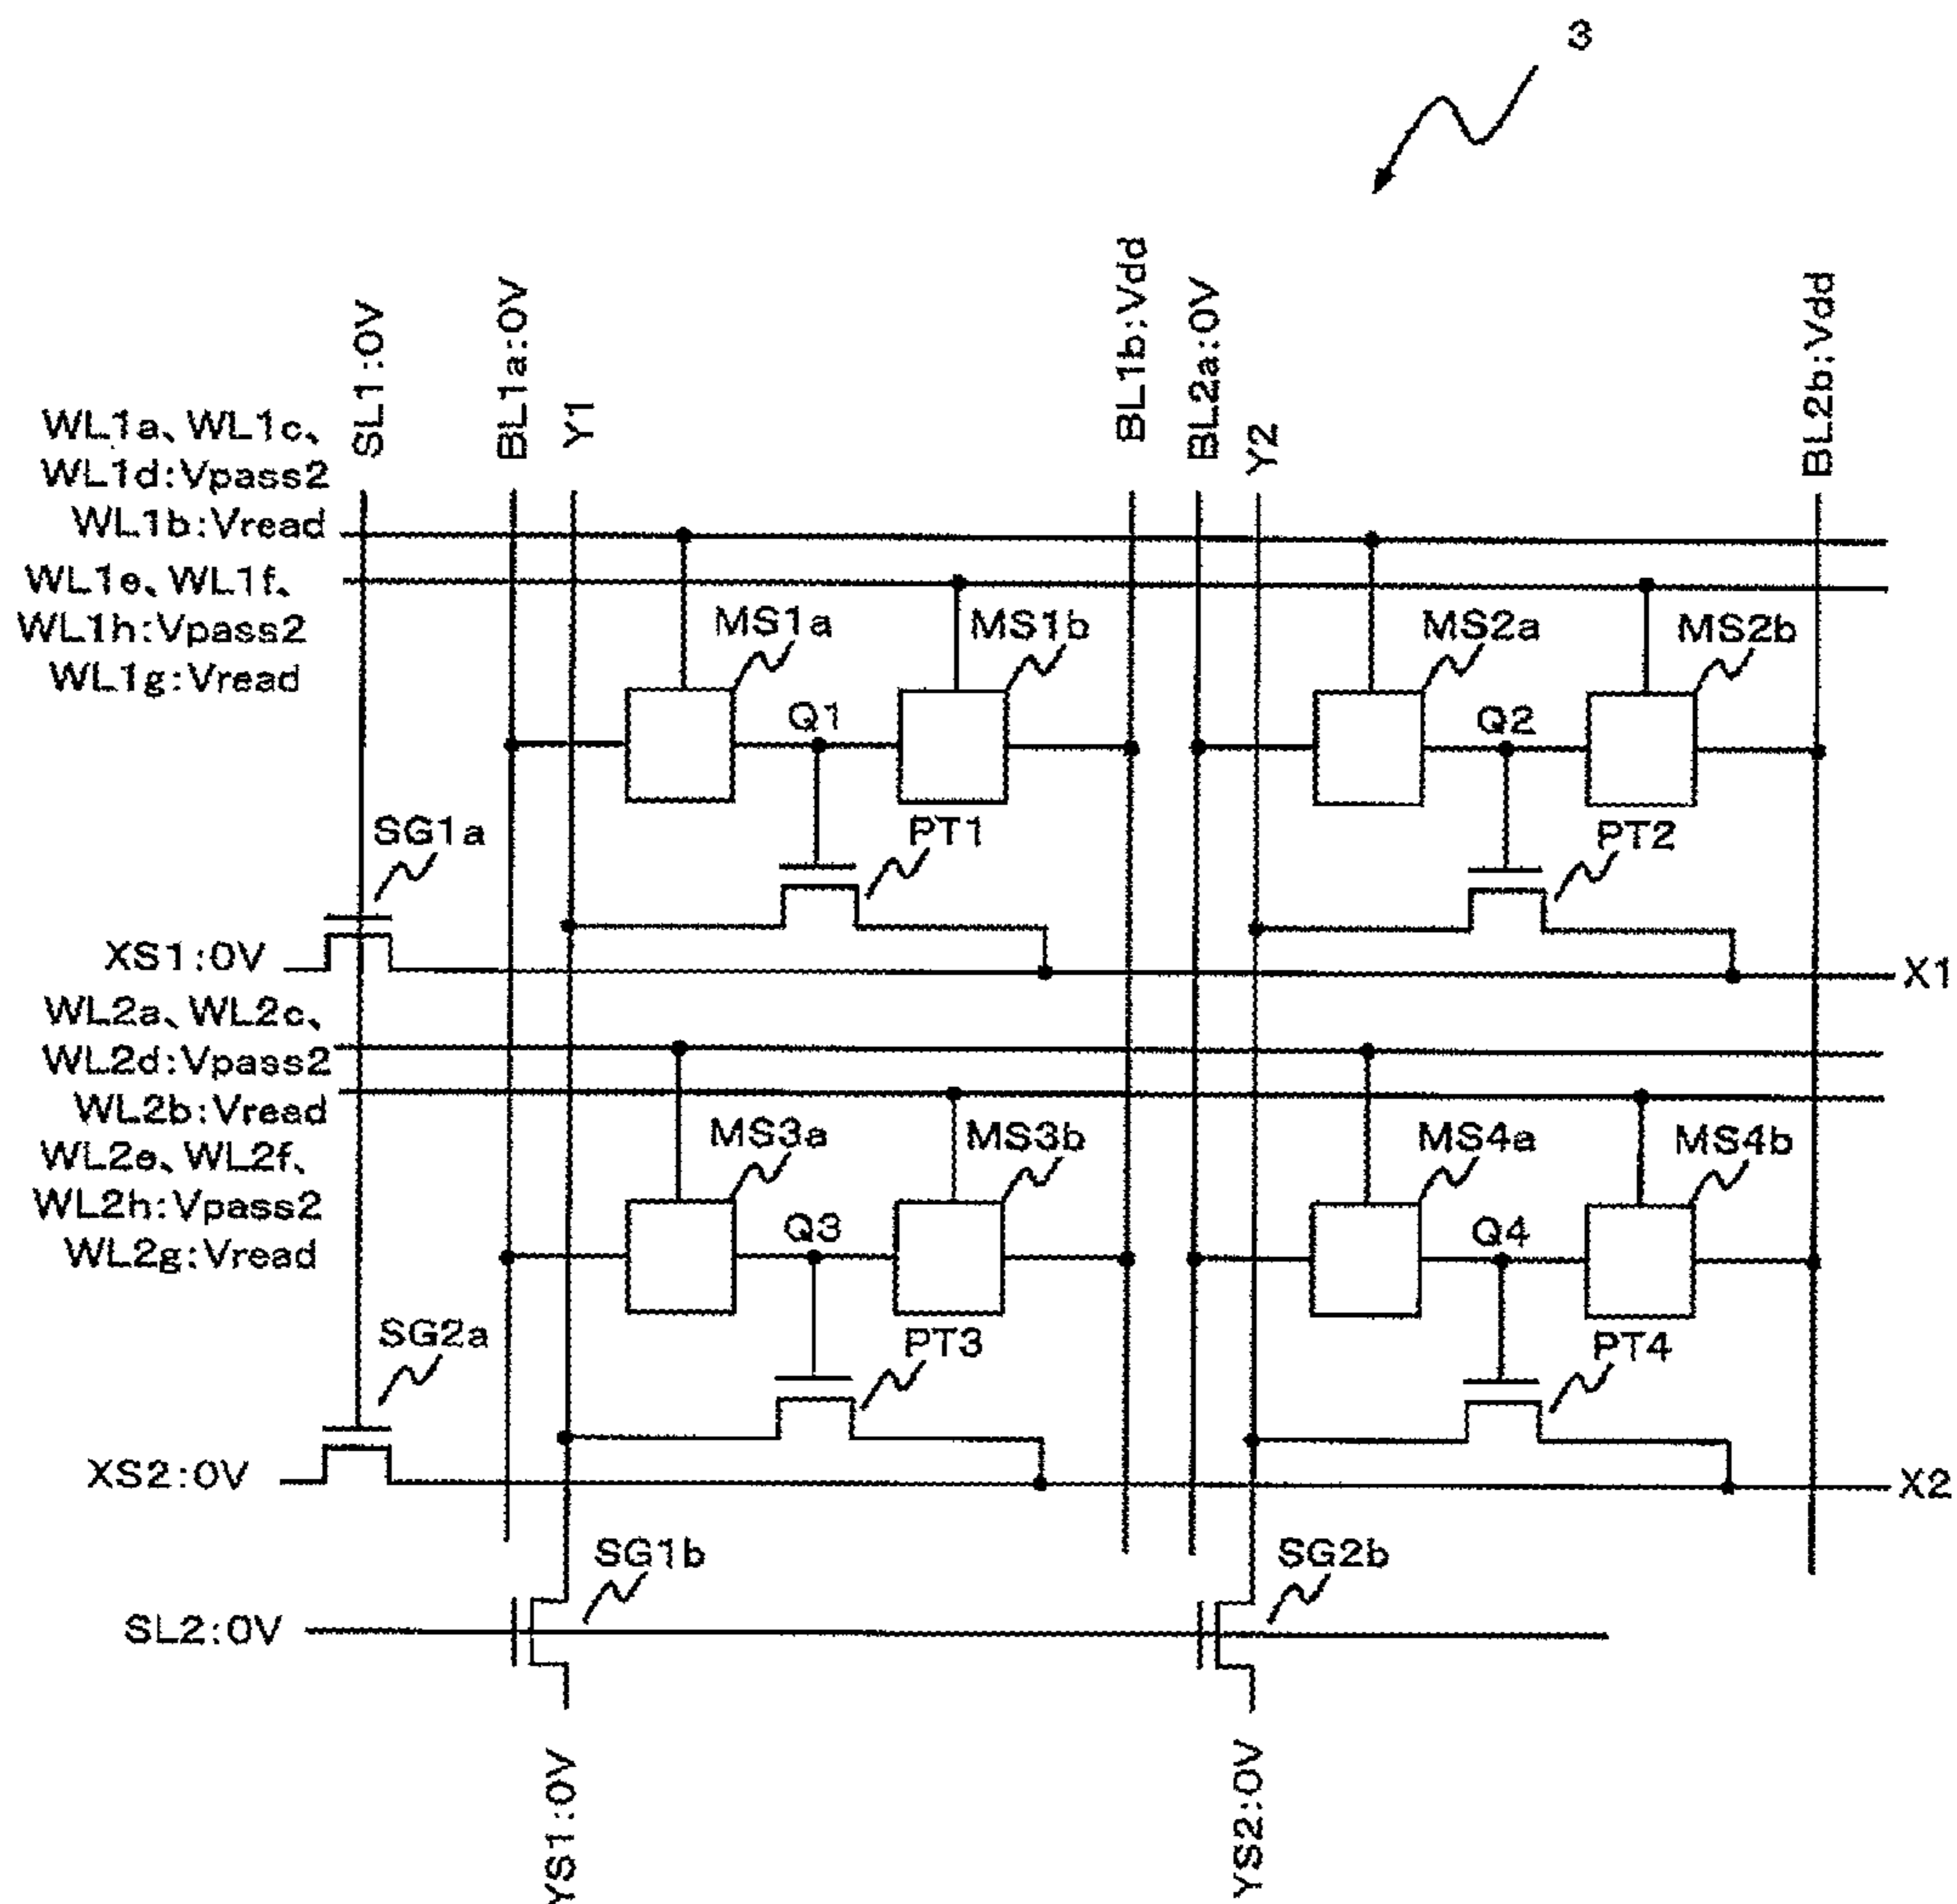 3
SL1:0V
BL1a:0V
Y1
BL1b:Vdd
BL2a:0V
Y2
BL2b:Vdd
WL1a、WL1c、
WL1d:Vpass2
WL1b:Vread
WL1e、WL1f、
WL1h:Vpass2
WL1g:Vread
MS1a
MS1b
MS2a
MS2b
Q1
Q2
SG1a
PT1
PT2
XS1:0V
X1
WL2a、WL2c、
WL2d:Vpass2
WL2b:Vread
WL2e、WL2f、
WL2h:Vpass2
WL2g:Vread
MS3a
MS3b
MS4a
MS4b
Q3
Q4
SG2a
PT3
PT4
XS2:0V
X2
SG1b
SG2b
SL2:0V
YS1:0V
YS2:0V